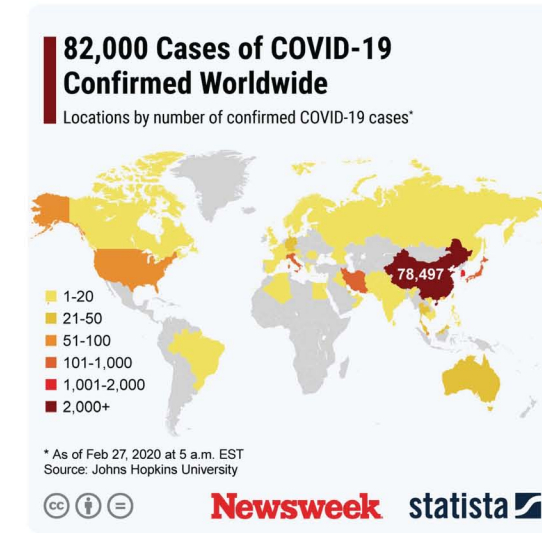 82,000 Cases of COVID-19
Confirmed Worldwide
Locations by number of confirmed COVID-19 cases*
78,497
1-20
21-50
51-100
101-1,000
1,001-2,000
2,000+
* As of Feb 27, 2020 at 5 a.m. EST
Source: Johns Hopkins University
cc
Newsweek statista